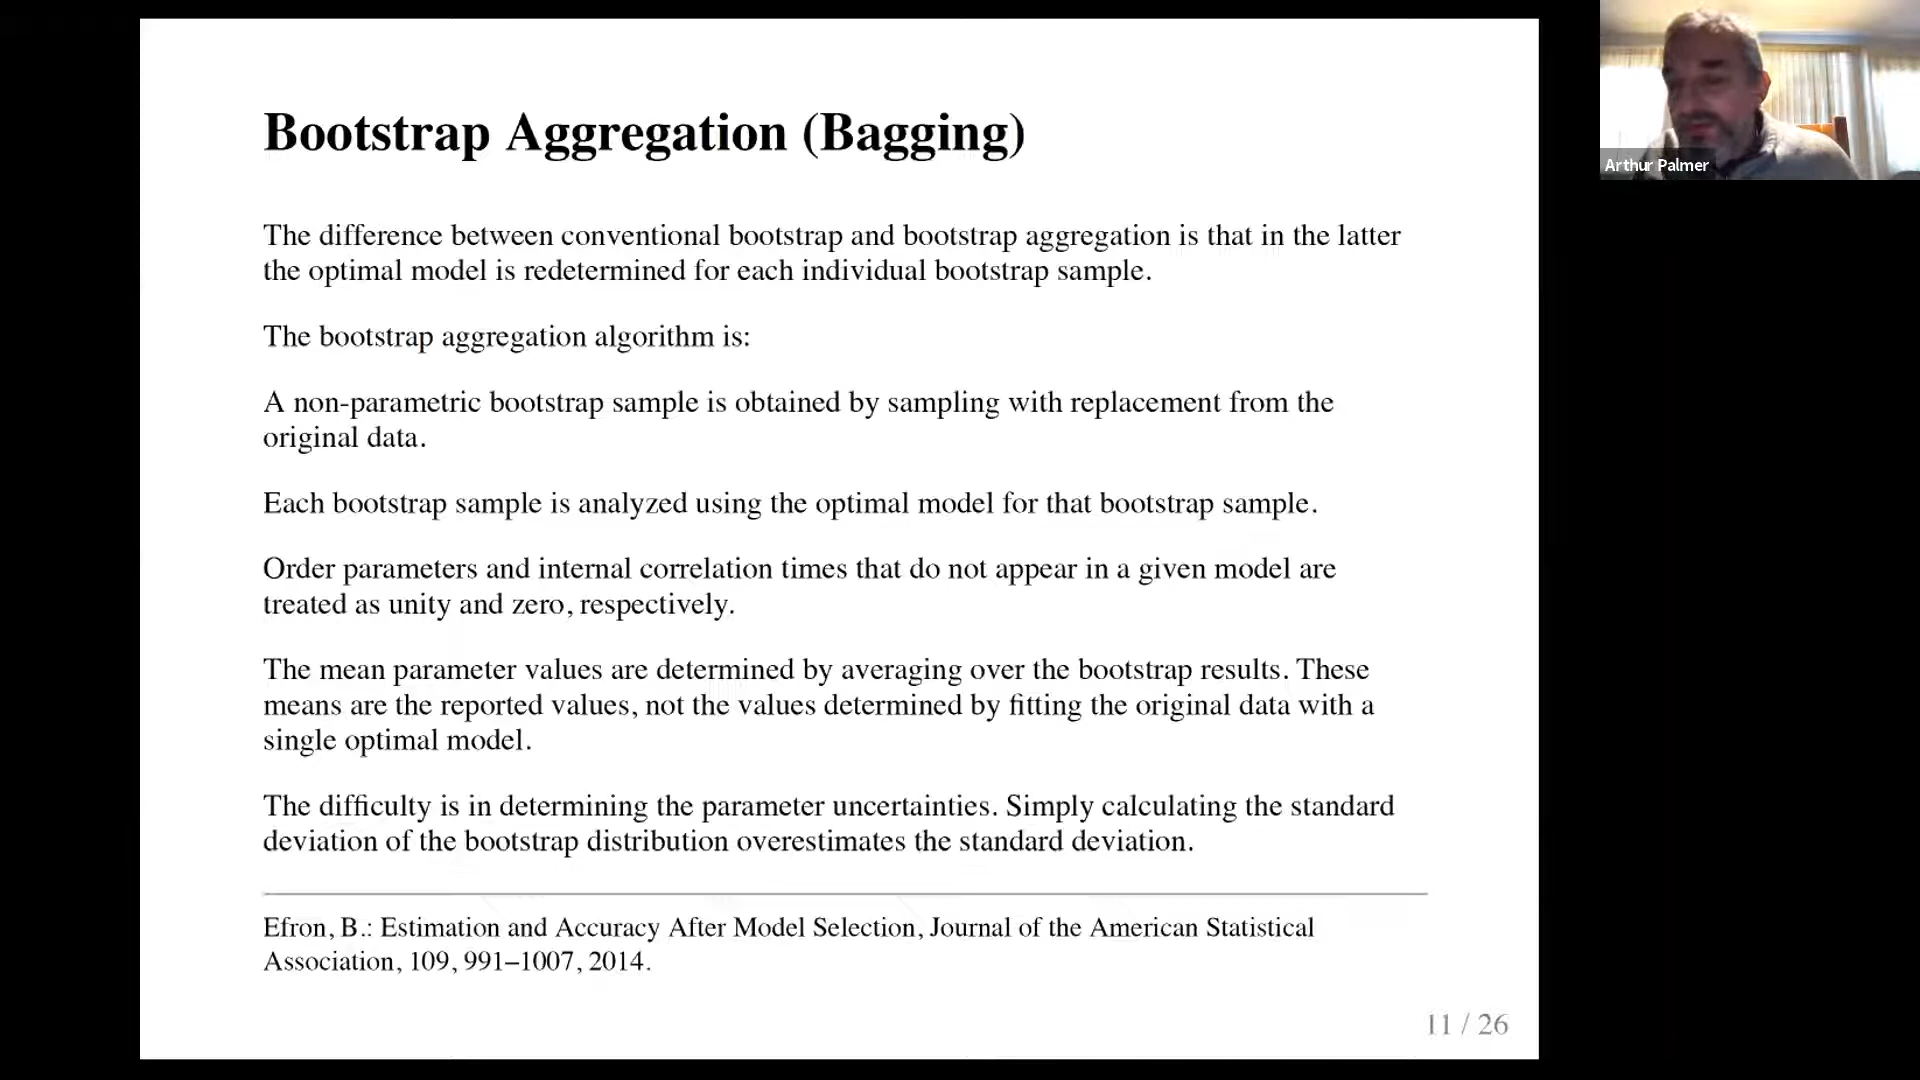 Bootstrap Aggregation (Bagging)
The difference between conventional bootstrap and bootstrap aggregation is that in the latter
the optimal model is redetermined for each individual bootstrap sample.
The bootstrap aggregation algorithm is:
A non-parametric bootstrap sample is obtained by sampling with replacement from the
original data.
Each bootstrap sample is analyzed using the optimal model for that bootstrap sample.
Order parameters and internal correlation times that do not appear in a given model are
treated as unity and zero, respectively.
The mean parameter values are determined by averaging over the bootstrap results. These
means are the reported values, not the values determined by fitting the original data with a
single optimal model.
The difficulty is in determining the parameter uncertainties. Simply calculating the standard
deviation of the bootstrap distribution overestimates the standard deviation.
Efron, B.: Estimation and Accuracy After Model Selection, Journal of the American Statistical
Association, 109, 991–1007, 2014.
11 / 26
Arthur Palmer